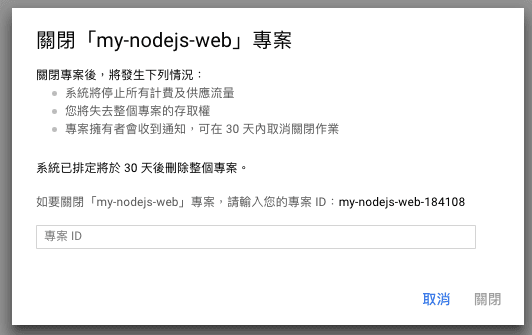 關閉「my-nodejs-web」專案
關閉專案後，將發生下列情況：
系統將停止所有計費及供應流量
您將失去整個專案的存取權
專案擁有者會收到通知，可在 30 天內取消關閉作業
系統已排定將於 30 天後刪除整個專案。
如要關閉「my-nodejs-web」專案，請輸入您的專案 ID：my-nodejs-web-184108
專案 ID
取消 關閉